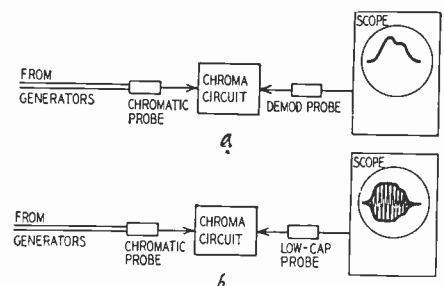 SCOPE
FROM
GENERATORS
CHROMATIC
PROBE
CHROMA
CIRCUIT
DEMOD PROBE
a
SCOPE
FROM
GENERATORS
CHROMATIC
PROBE
CHROMA
CIRCUIT
LOW-CAP
PROBE
b